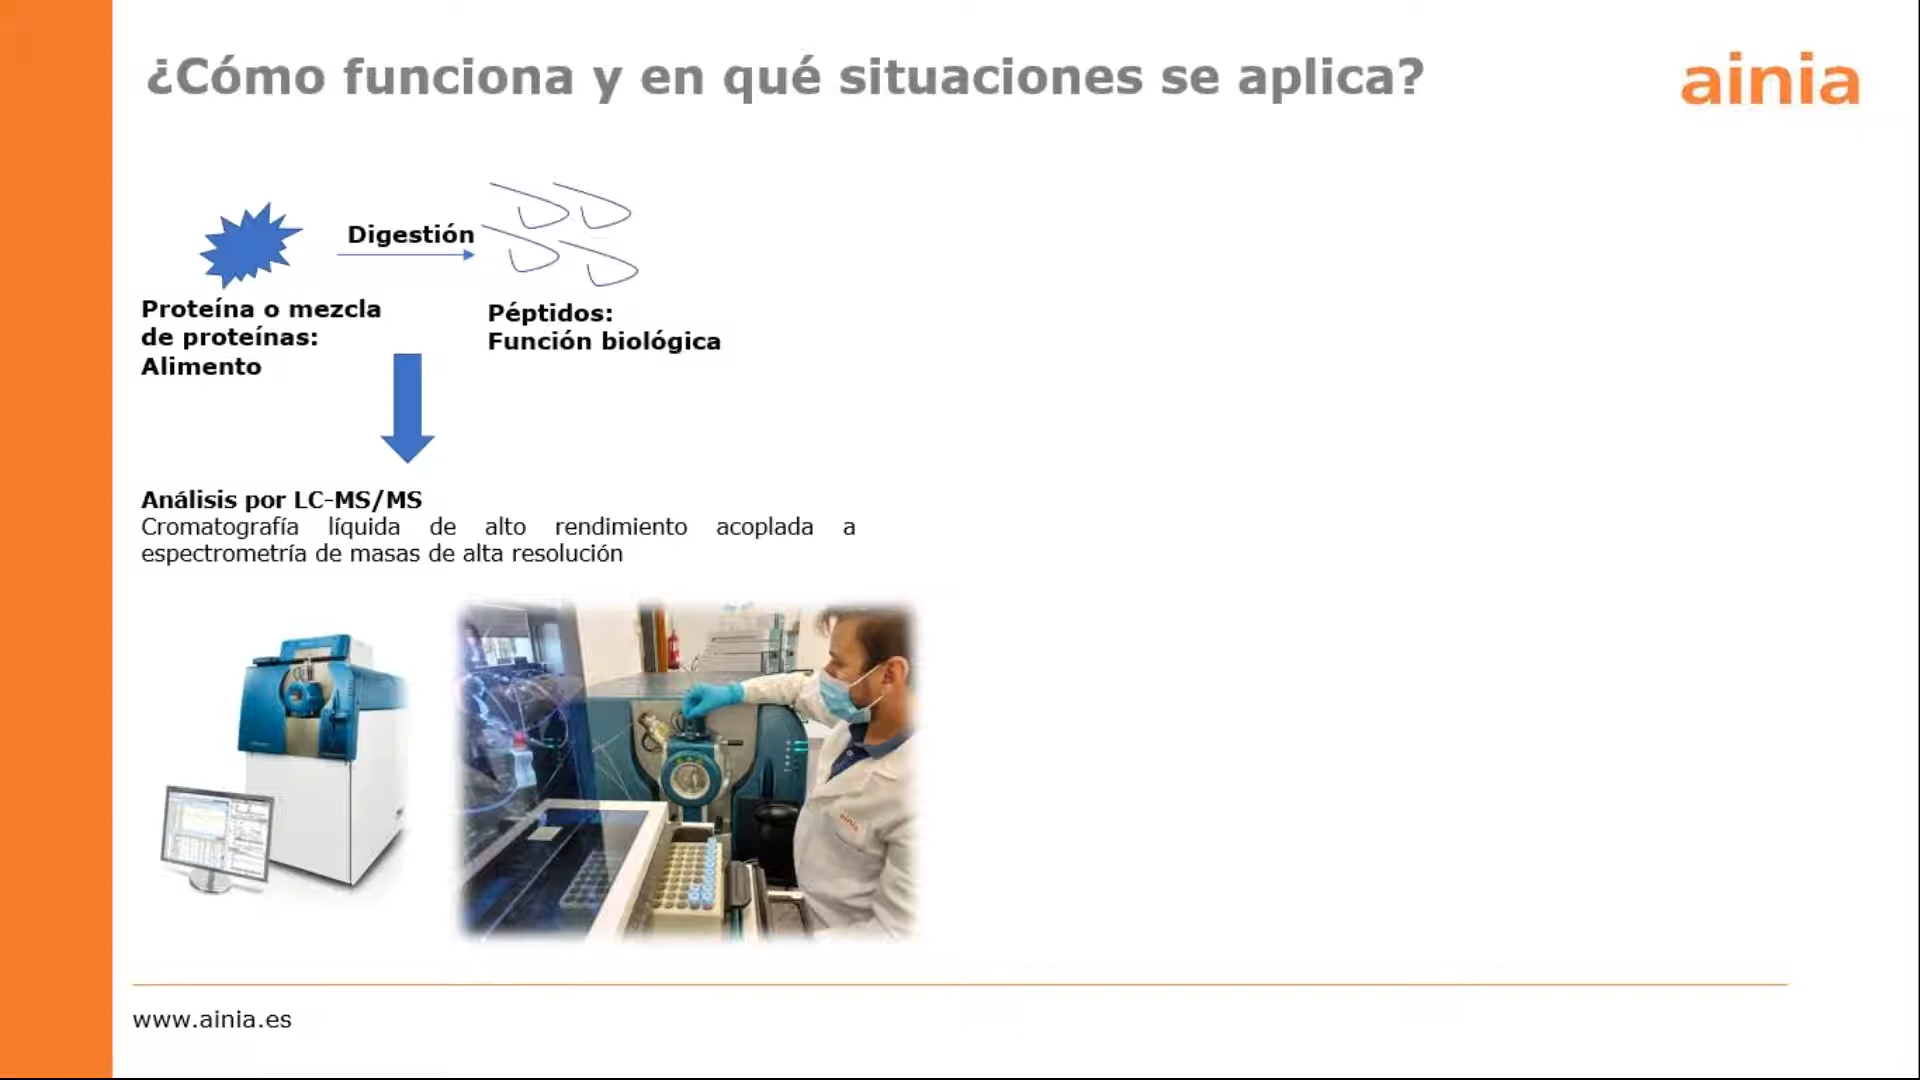 ¿Cómo funciona y en qué situaciones se aplica?
ainia
Digestión
Proteína o mezcla
de proteínas:
Alimento
Péptidos:
Función biológica
Análisis por LC-MS/MS
Cromatografía líquida de alto rendimiento acoplada a
espectrometría de masas de alta resolución
ainia
www.ainia.es